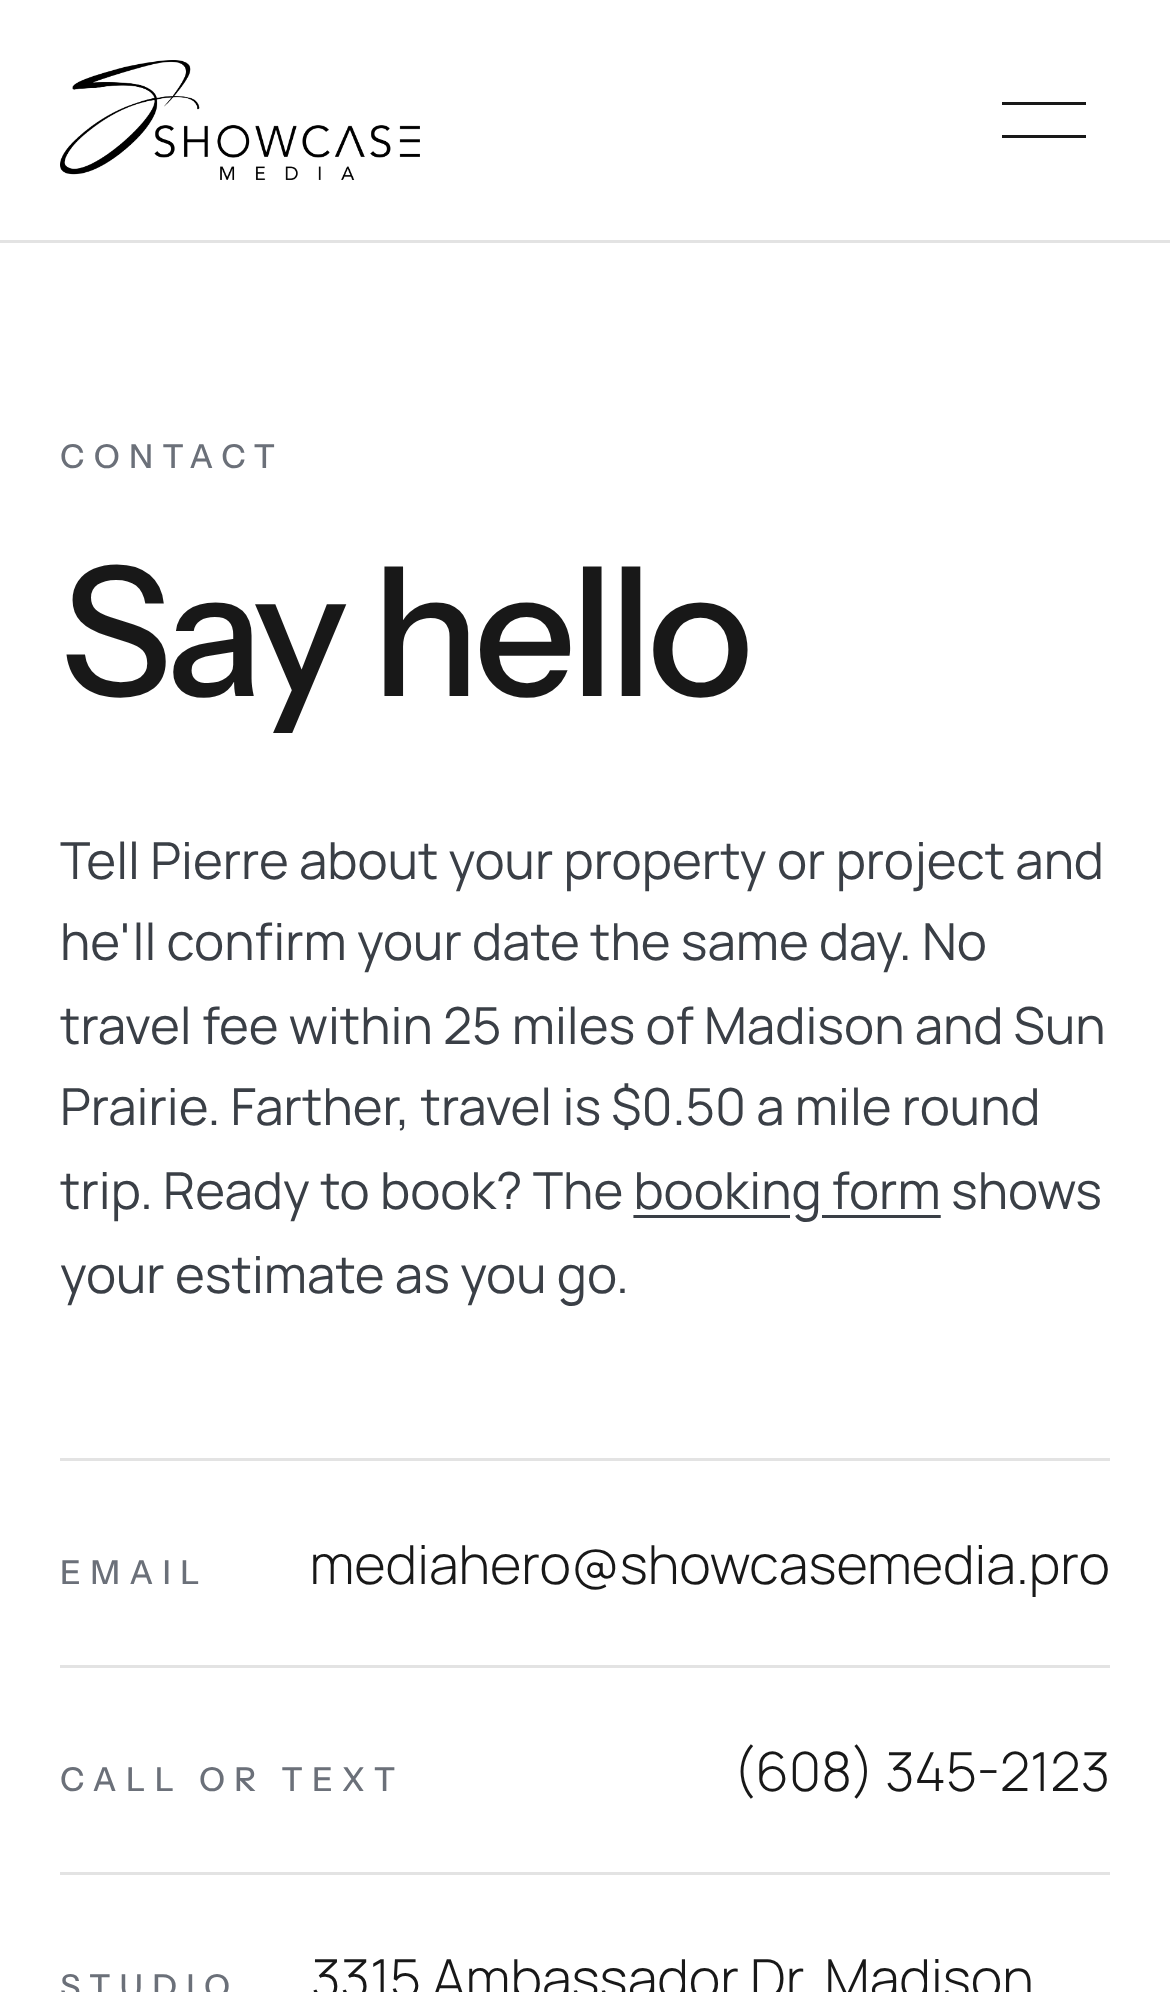 SHOWCASE
MEDIA
CONTACT
Say hello
Tell Pierre about your property or project and
he'll confirm your date the same day. No
travel fee within 25 miles of Madison and Sun
Prairie. Farther, travel is $0.50 a mile round
trip. Ready to book? The booking form shows
your estimate as you go.
EMAIL mediahero@showcasemedia.pro
CALL OR TEXT (608) 345-2123
STUDIO 3315 Ambassador Dr, Madison